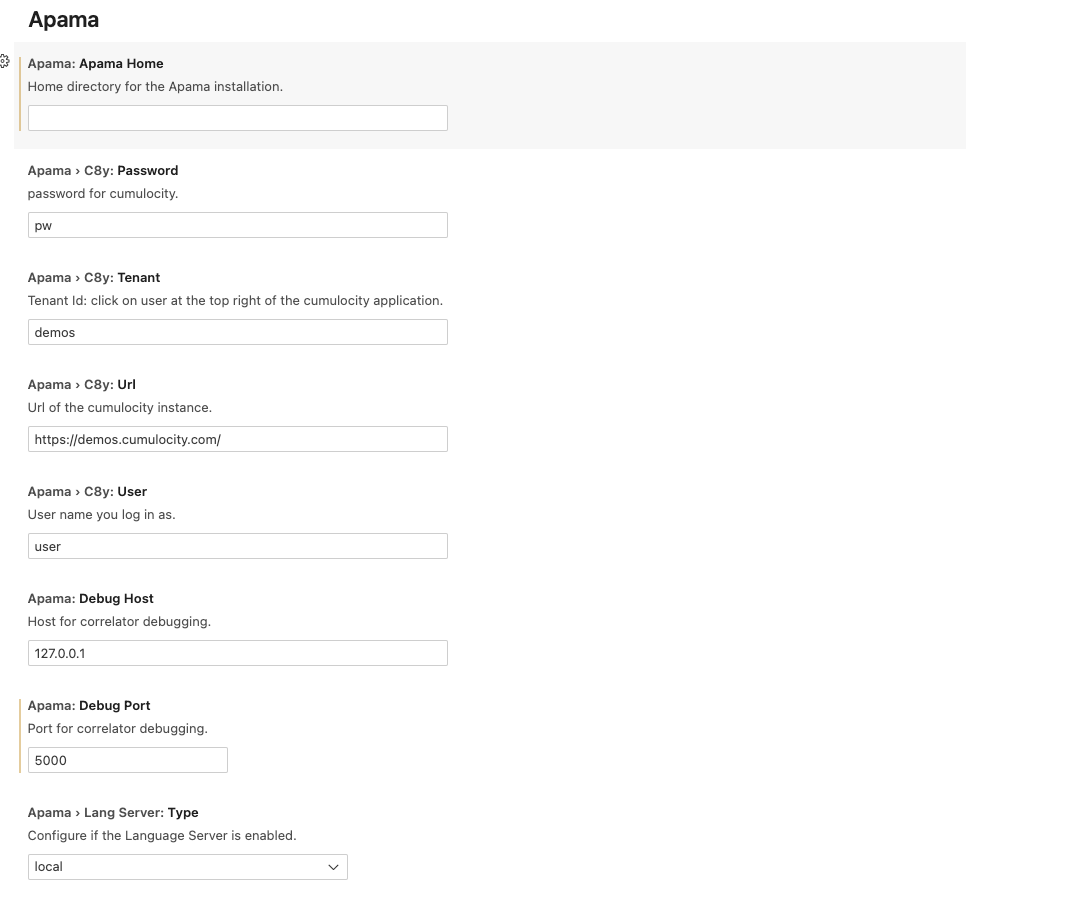 Apama
Apama: Apama Home
Home directory for the Apama installation.
Apama › C8y: Password
password for cumulocity.
pw
Apama › C8y: Tenant
Tenant Id: click on user at the top right of the cumulocity application.
demos
Apama › C8y: Url
Url of the cumulocity instance.
https://demos.cumulocity.com/
Apama › C8y: User
User name you log in as.
user
Apama: Debug Host
Host for correlator debugging.
127.0.0.1
Apama: Debug Port
Port for correlator debugging.
5000
Apama › Lang Server: Type
Configure if the Language Server is enabled.
local